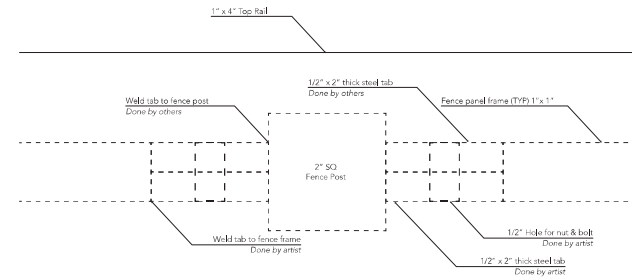 1" x 4" Top Rail
1/2" x 2" thick steel tab
Done by others
Weld tab to fence post
Done by others
Fence panel frame (TYP) 1"x 1"
2" SQ
Fence Post
Weld tab to fence frame
Done by artist
1/2" Hole for nut & bolt
Done by artist
1/2" x 2" thick steel tab
Done by artist